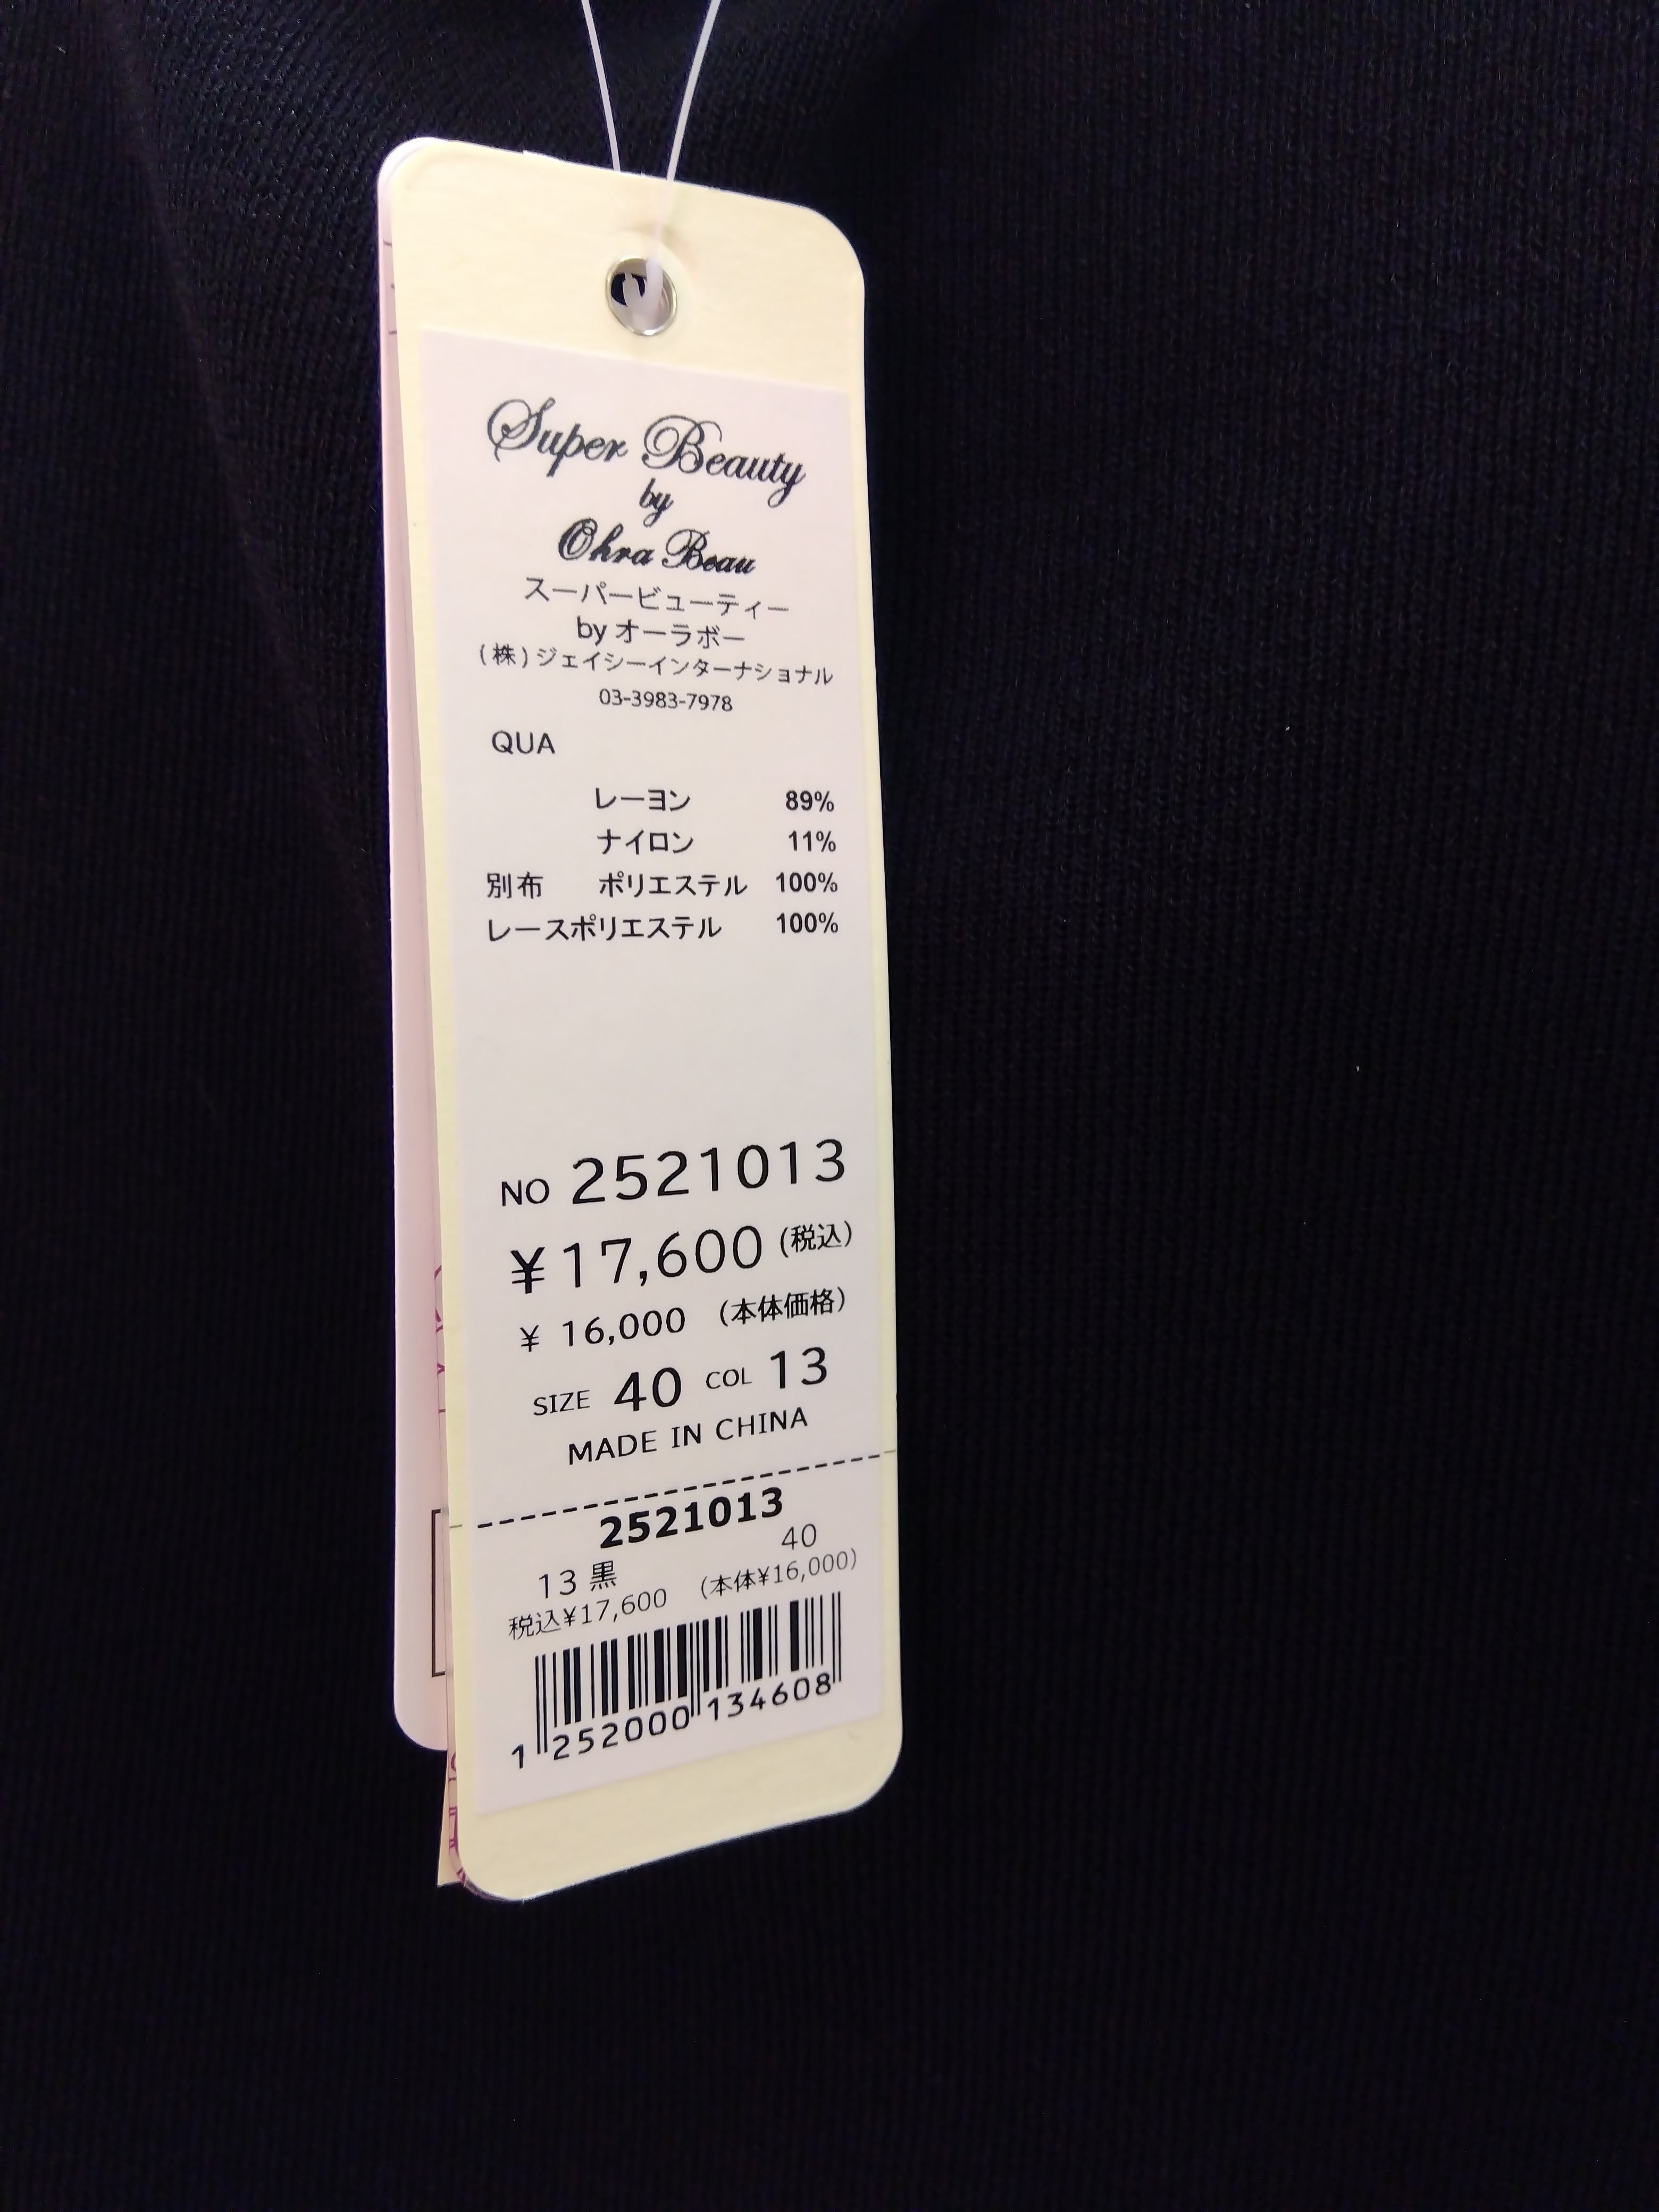 Super Beauty
by
Ohra Beau
スーパービューティー
by オーラボー
(株)ジェイシーインターナショナル
03-3983-7978
QUA
レーヨン 89%
ナイロン 11%
別布 ポリエステル 100%
レースポリエステル 100%
NO 2521013
¥17,600 (税込)
¥ 16,000 (本体価格)
SIZE 40 COL 13
MADE IN CHINA
2521013
13 黒 40
税込¥17,600 (本体¥16,000)
1 252000 134608